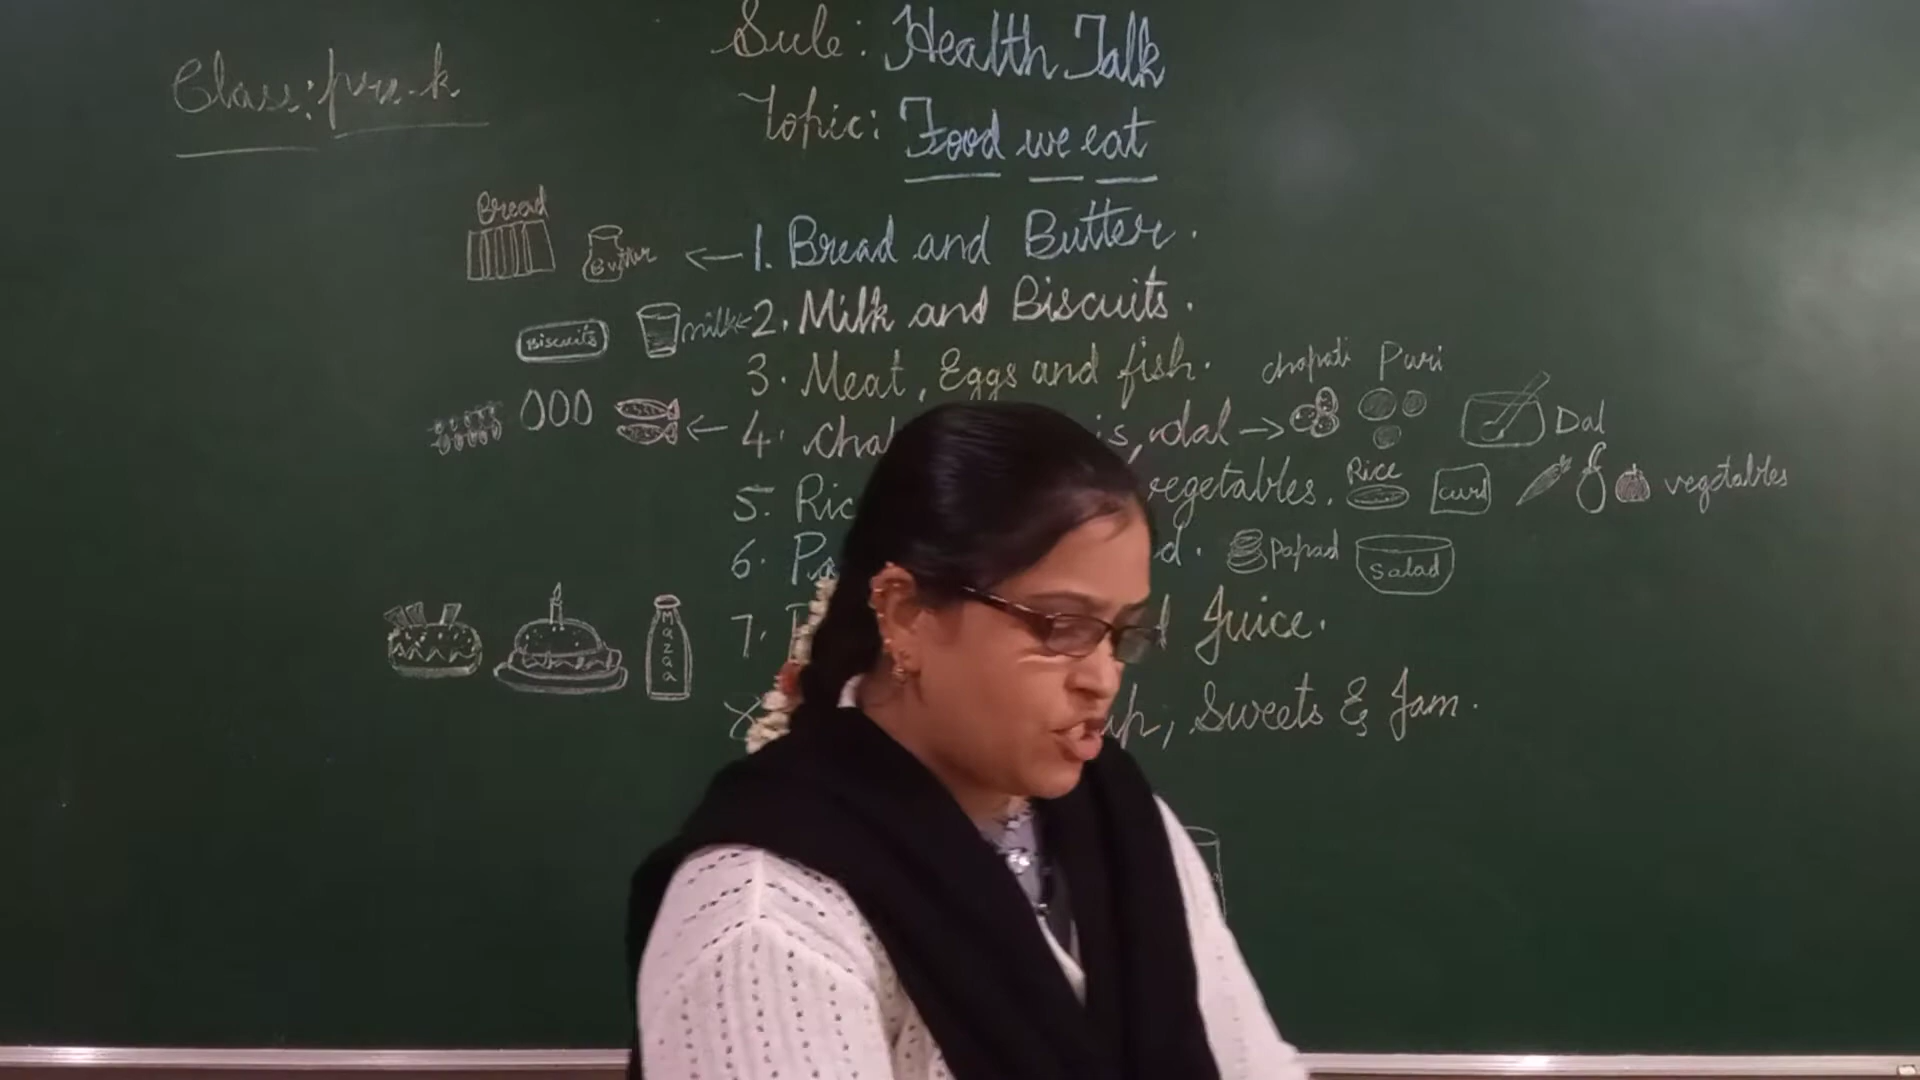 Class: pre-k
Sub: Health Talk
Topic: Food we eat
Bread
Butter
1. Bread and Butter.
Biscuits
milk
2. Milk and Biscuits.
3. Meat, Eggs and fish.
chapati Puri
4. dal
Dal
5. vegetables.
Rice
curd
vegetables
6.
Papad
Salad
7. Juice.
Mazaa
8 Sweets & Jam.